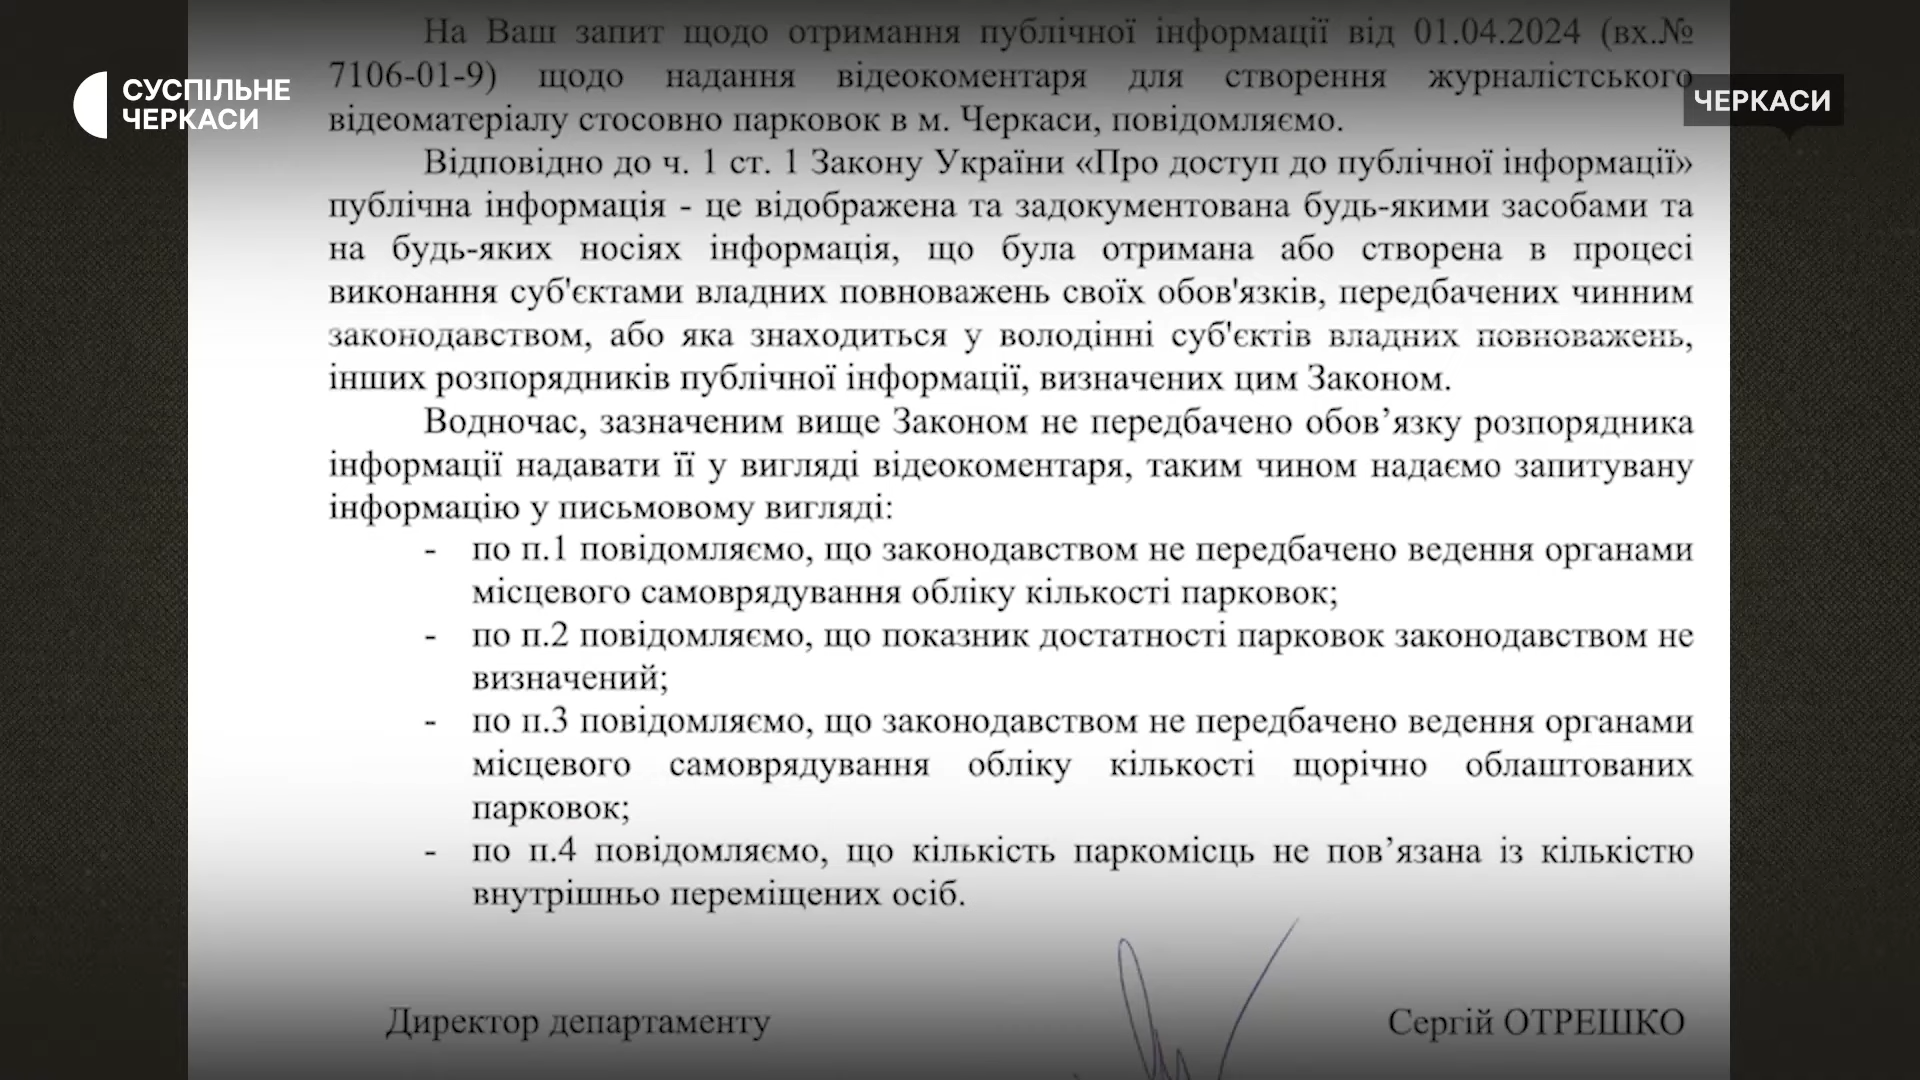 На Ваш запит щодо отримання публічної інформації від 01.04.2024 (вх.№
7106-01-9) щодо надання відеокоментаря для створення журналістського
відеоматеріалу стосовно парковок в м. Черкаси, повідомляємо.
СУСПІЛЬНЕ
ЧЕРКАСИ
ЧЕРКАСИ
Відповідно до ч. 1 ст. 1 Закону України «Про доступ до публічної інформації»
публічна інформація - це відображена та задокументована будь-якими засобами та
на будь-яких носіях інформація, що була отримана або створена в процесі
виконання суб'єктами владних повноважень своїх обов'язків, передбачених чинним
законодавством, або яка знаходиться у володінні суб'єктів владних повноважень,
інших розпорядників публічної інформації, визначених цим Законом.
Водночас, зазначеним вище Законом не передбачено обов’язку розпорядника
інформації надавати її у вигляді відеокоментаря, таким чином надаємо запитувану
інформацію у письмовому вигляді:
- по п.1 повідомляємо, що законодавством не передбачено ведення органами
місцевого самоврядування обліку кількості парковок;
- по п.2 повідомляємо, що показник достатності парковок законодавством не
визначений;
- по п.3 повідомляємо, що законодавством не передбачено ведення органами
місцевого самоврядування обліку кількості щорічно облаштованих
парковок;
- по п.4 повідомляємо, що кількість паркомісць не пов’язана із кількістю
внутрішньо переміщених осіб.
Директор департаменту
Сергій ОТРЕШКО